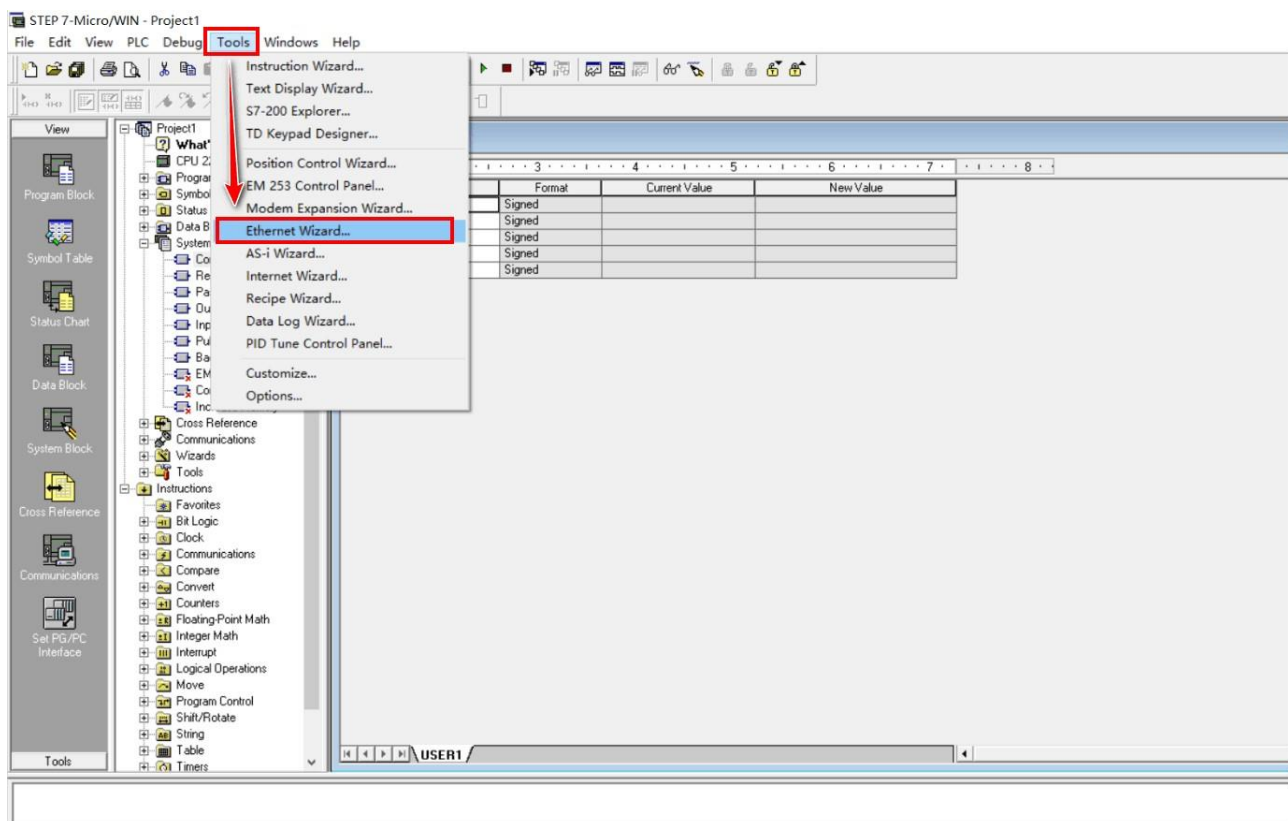 STEP 7-Micro/WIN - Project1
File Edit View PLC Debug Tools Windows Help
Instruction Wizard...
Text Display Wizard...
S7-200 Explorer...
TD Keypad Designer...
Position Control Wizard...
EM 253 Control Panel...
Modem Expansion Wizard...
Ethernet Wizard...
AS-i Wizard...
Internet Wizard...
Recipe Wizard...
Data Log Wizard...
PID Tune Control Panel...
Customize...
Options...
View
Program Block
Symbol Table
Status Chart
Data Block
System Block
Cross Reference
Communications
Set PG/PC
Interface
Tools
Project1
What'
CPU 2
Progra
Symbol
Status
Data B
System
Co
Re
Pa
Ou
Inp
Pu
Ba
EM
Co
Cross Reference
Communications
Wizards
Tools
Instructions
Favorites
Bit Logic
Clock
Communications
Compare
Convert
Counters
Floating-Point Math
Integer Math
Interrupt
Logical Operations
Move
Program Control
Shift/Rotate
String
Table
Timers
3 4 5 6 7 8
Format Current Value New Value
Signed
Signed
Signed
Signed
Signed
USER1